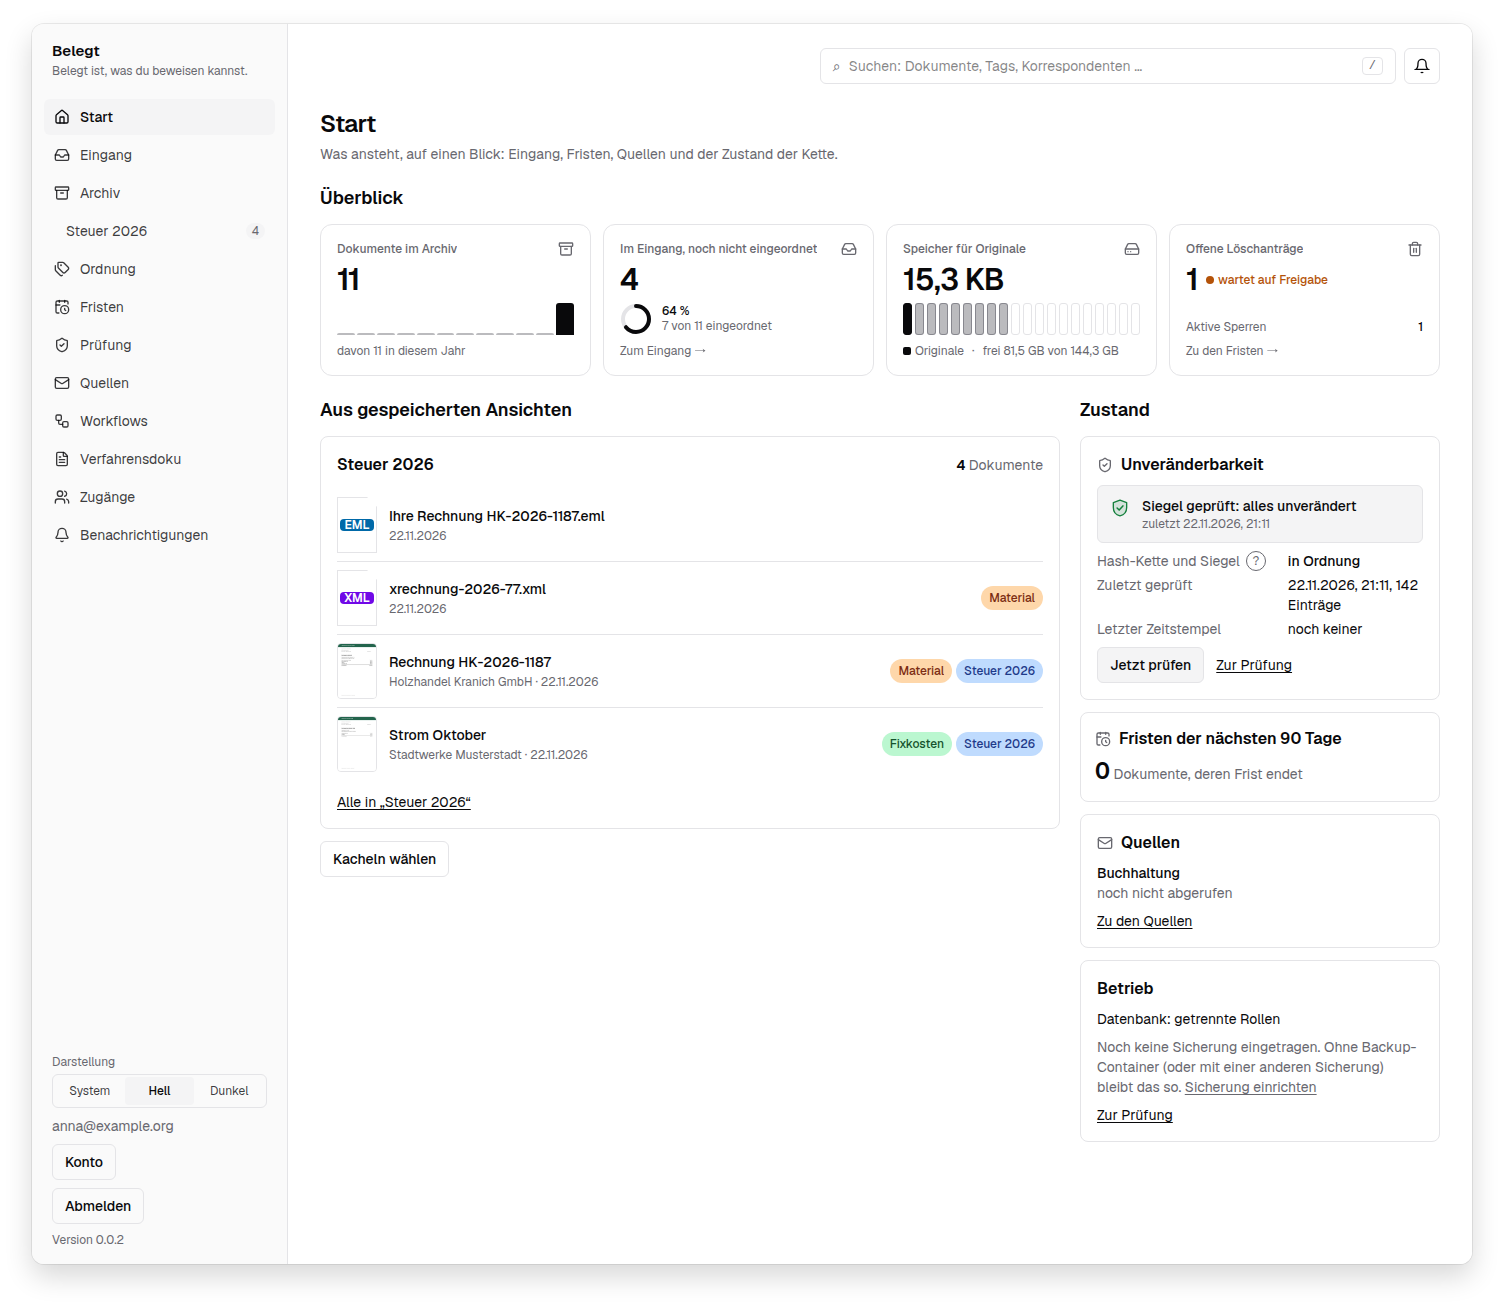 Belegt
Belegt ist, was du beweisen kannst.
Start
Eingang
Archiv
Steuer 2026 4
Ordnung
Fristen
Prüfung
Quellen
Workflows
Verfahrensdoku
Zugänge
Benachrichtigungen
Darstellung
System Hell Dunkel
anna@example.org
Konto
Abmelden
Version 0.0.2
Suchen: Dokumente, Tags, Korrespondenten … /
Start
Was ansteht, auf einen Blick: Eingang, Fristen, Quellen und der Zustand der Kette.
Überblick
Dokumente im Archiv
11
davon 11 in diesem Jahr
Im Eingang, noch nicht eingeordnet
4
64 %
7 von 11 eingeordnet
Zum Eingang →
Speicher für Originale
15,3 KB
Originale · frei 81,5 GB von 144,3 GB
Offene Löschanträge
1 wartet auf Freigabe
Aktive Sperren 1
Zu den Fristen →
Aus gespeicherten Ansichten
Steuer 2026 4 Dokumente
EML
Ihre Rechnung HK-2026-1187.eml
22.11.2026
XML
xrechnung-2026-77.xml
22.11.2026
Material
Rechnung HK-2026-1187
Holzhandel Kranich GmbH · 22.11.2026
Material Steuer 2026
Strom Oktober
Stadtwerke Musterstadt · 22.11.2026
Fixkosten Steuer 2026
Alle in „Steuer 2026“
Kacheln wählen
Zustand
Unveränderbarkeit
Siegel geprüft: alles unverändert
zuletzt 22.11.2026, 21:11
Hash-Kette und Siegel ? in Ordnung
Zuletzt geprüft 22.11.2026, 21:11, 142
Einträge
Letzter Zeitstempel noch keiner
Jetzt prüfen Zur Prüfung
Fristen der nächsten 90 Tage
0 Dokumente, deren Frist endet
Quellen
Buchhaltung
noch nicht abgerufen
Zu den Quellen
Betrieb
Datenbank: getrennte Rollen
Noch keine Sicherung eingetragen. Ohne Backup-
Container (oder mit einer anderen Sicherung)
bleibt das so. Sicherung einrichten
Zur Prüfung